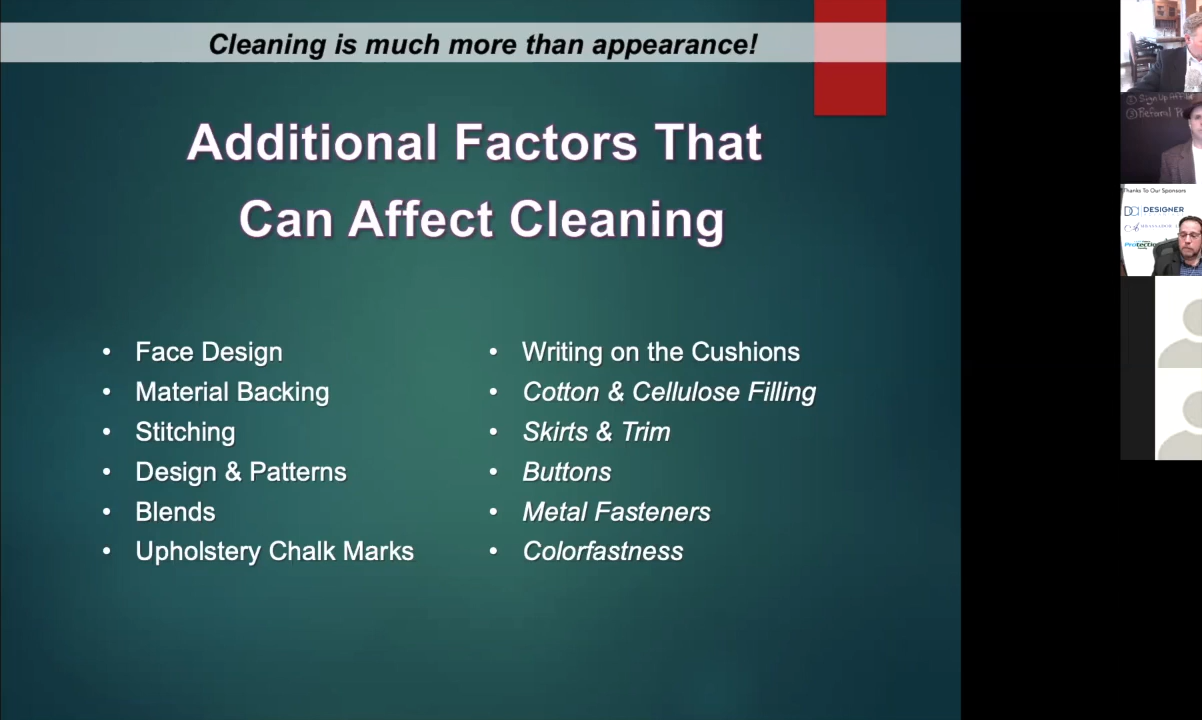 Cleaning is much more than appearance!
Additional Factors That
Can Affect Cleaning
• Face Design
• Material Backing
• Stitching
• Design & Patterns
• Blends
• Upholstery Chalk Marks
• Writing on the Cushions
• Cotton & Cellulose Filling
• Skirts & Trim
• Buttons
• Metal Fasteners
• Colorfastness
Thanks To Our Sponsors
DESIGNER